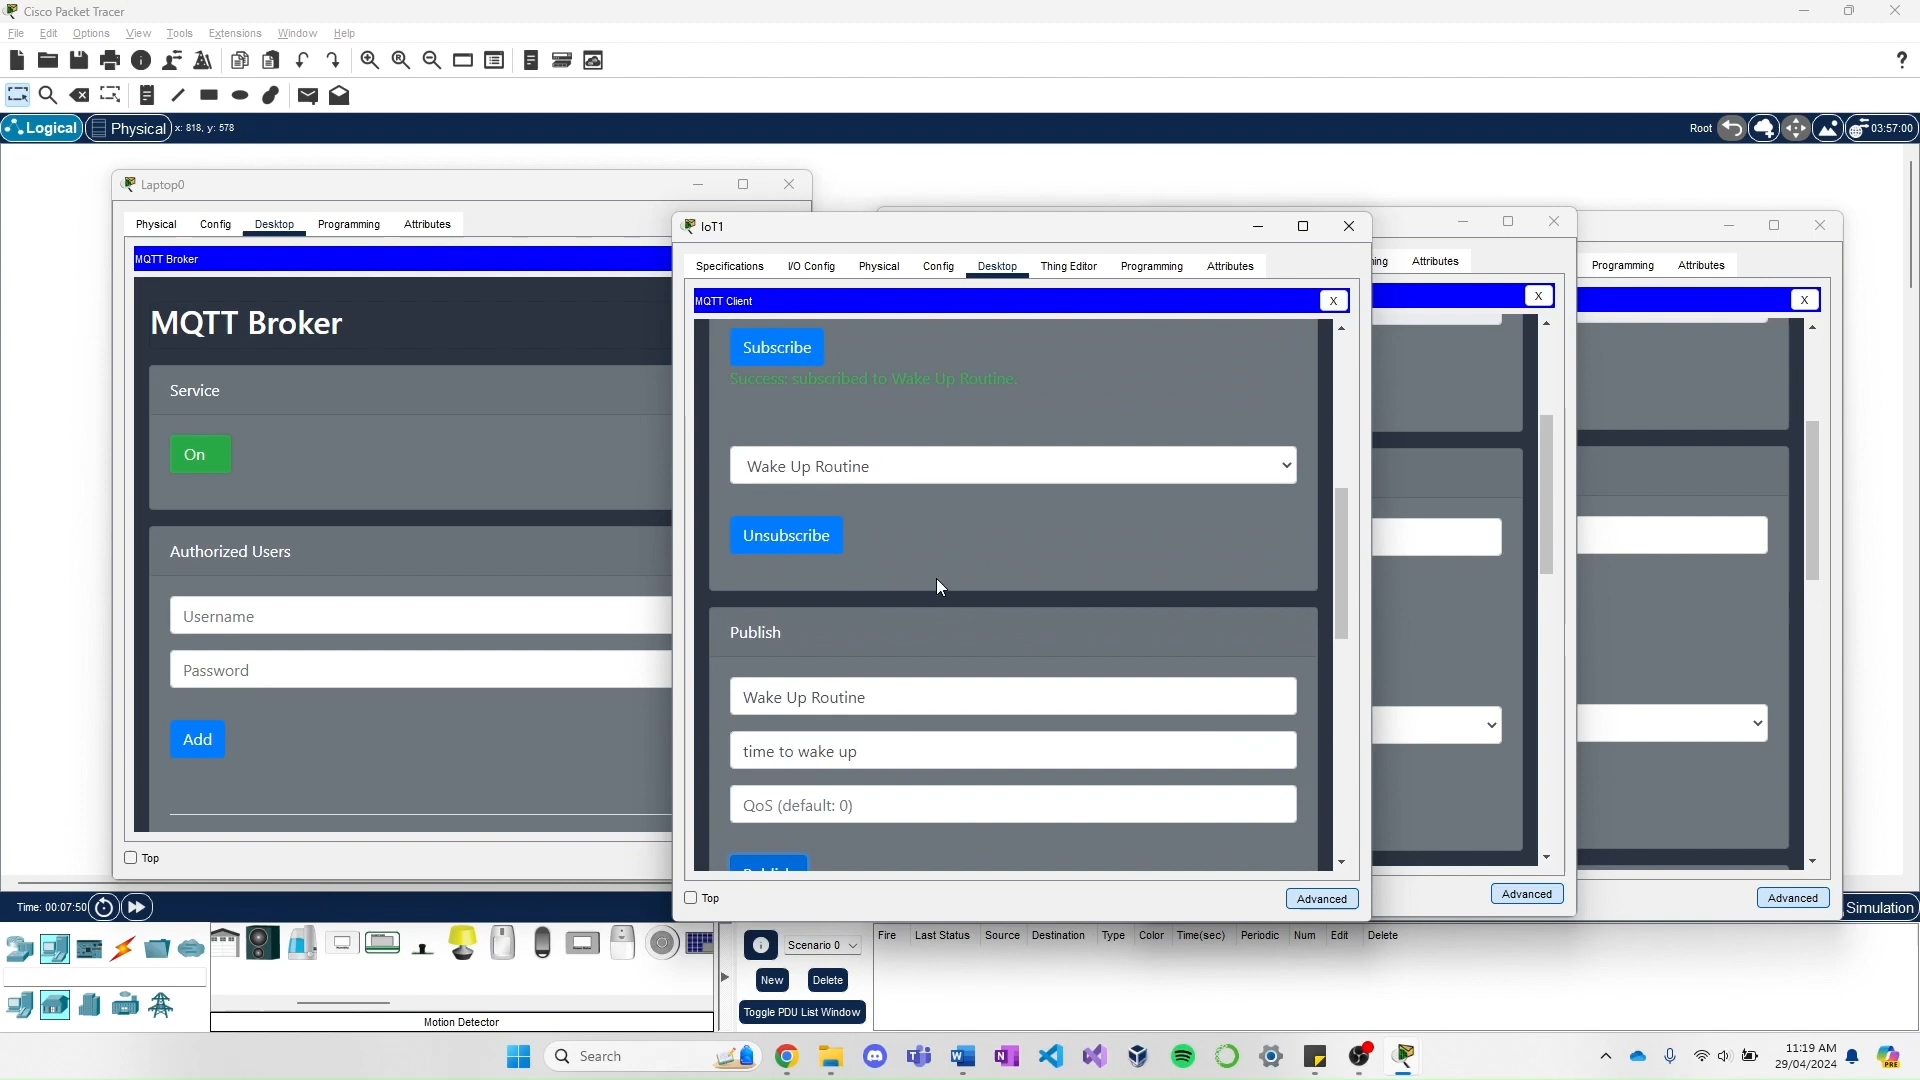 Cisco Packet Tracer
File Edit Options View Tools Extensions Window Help
?
Logical Physical x: 818, y: 578 Root 03:57:00
Laptop0
Physical Config Desktop Programming Attributes
MQTT Broker
MQTT Broker
Service
On
Authorized Users
Username
Password
Add
Top
IoT1
Specifications I/O Config Physical Config Desktop Thing Editor Programming Attributes
MQTT Client X
Subscribe
Success: subscribed to Wake Up Routine.
Wake Up Routine
Unsubscribe
Publish
Wake Up Routine
time to wake up
QoS (default: 0)
Top Advanced
ing Attributes
X
Advanced
Programming Attributes
X
Advanced
Time: 00:07:50 Simulation
Scenario 0
New Delete
Toggle PDU List Window
Fire Last Status Source Destination Type Color Time(sec) Periodic Num Edit Delete
Motion Detector
Search
11:19 AM
29/04/2024
PRE